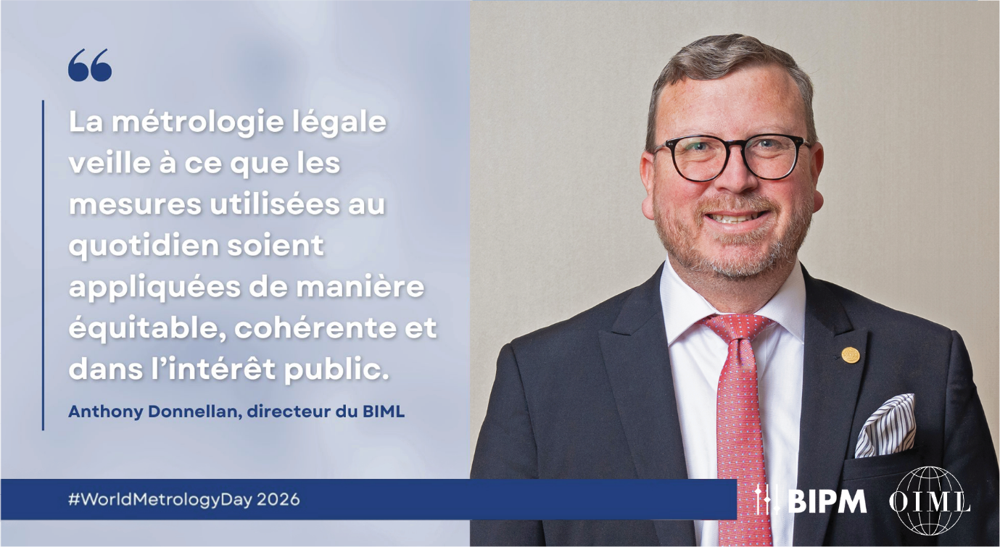 La métrologie légale
veille à ce que les
mesures utilisées au
quotidien soient
appliquées de manière
équitable, cohérente et
dans l’intérêt public.
Anthony Donnellan, directeur du BIML
#WorldMetrologyDay 2026
BIPM
OIML